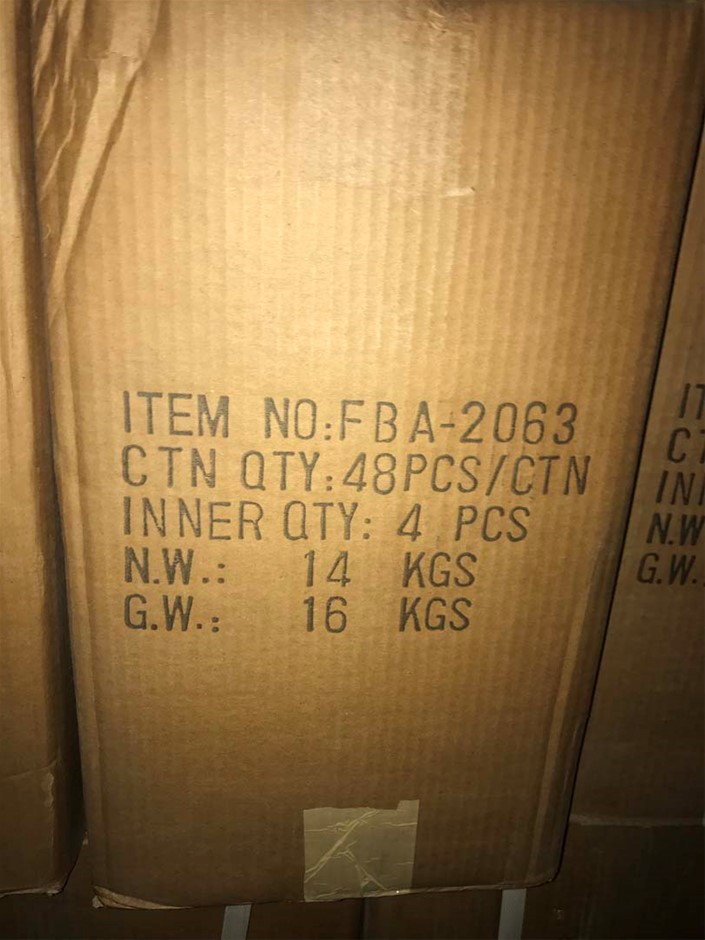 ITEM NO:FBA-2063
CTN QTY:48PCS/CTN
INNER QTY: 4 PCS
N.W.: 14 KGS
G.W.: 16 KGS
N.W
G.W.